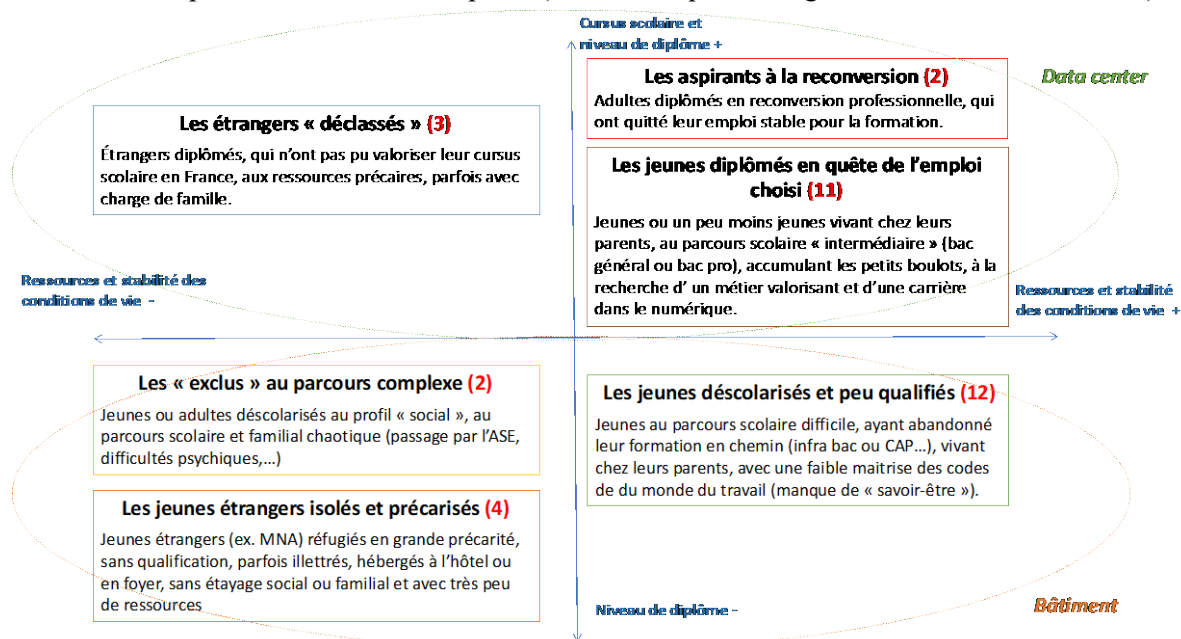 Cursus scolaire et
niveau de diplôme +
Data center
Les aspirants à la reconversion (2)
Adultes diplômés en reconversion professionnelle, qui
ont quitté leur emploi stable pour la formation.
Les étrangers « déclassés » (3)
Étrangers diplômés, qui n’ont pas pu valoriser leur cursus
scolaire en France, aux ressources précaires, parfois avec
charge de famille.
Les jeunes diplômés en quête de l’emploi
choisi (11)
Jeunes ou un peu moins jeunes vivant chez leurs
parents, au parcours scolaire « intermédiaire » (bac
général ou bac pro), accumulant les petits boulots, à la
recherche d’ un métier valorisant et d’une carrière
dans le numérique.
Ressources et stabilité des
conditions de vie -
Ressources et stabilité
des conditions de vie +
Les « exclus » au parcours complexe (2)
Jeunes ou adultes déscolarisés au profil « social », au
parcours scolaire et familial chaotique (passage par l’ASE,
difficultés psychiques,…)
Les jeunes déscolarisés et peu qualifiés (12)
Jeunes au parcours scolaire difficile, ayant abandonné
leur formation en chemin (infra bac ou CAP…), vivant
chez leurs parents, avec une faible maitrise des codes
de du monde du travail (manque de « savoir-être »).
Les jeunes étrangers isolés et précarisés (4)
Jeunes étrangers (ex. MNA) réfugiés en grande précarité,
sans qualification, parfois illettrés, hébergés à l’hôtel ou
en foyer, sans étayage social ou familial et avec très peu
de ressources
Niveau de diplôme -
Bâtiment